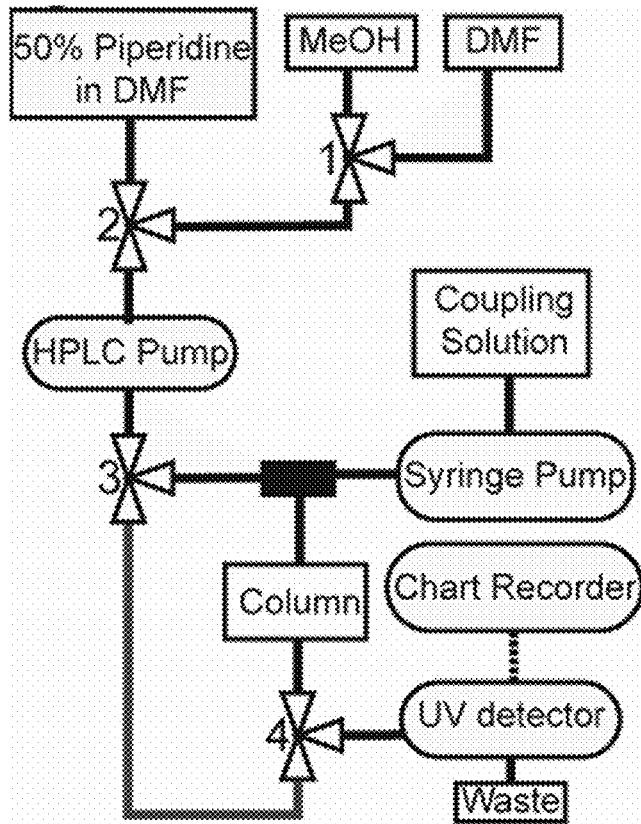 50% Piperidine
in DMF
MeOH
DMF
1
2
HPLC Pump
Coupling
Solution
3
Syringe Pump
Column
Chart Recorder
4
UV detector
Waste